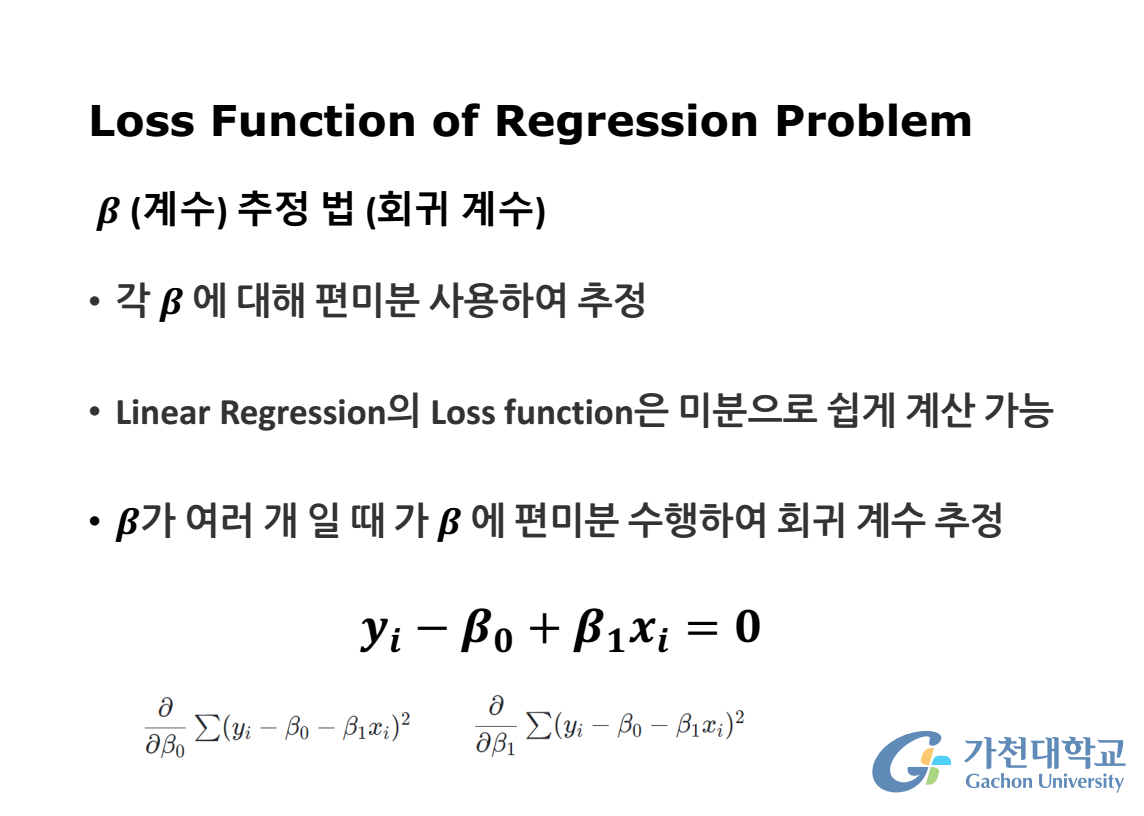 Loss Function of Regression Problem
β (계수) 추정 법 (회귀 계수)
• 각 β 에 대해 편미분 사용하여 추정
• Linear Regression의 Loss function은 미분으로 쉽게 계산 가능
• β가 여러 개 일 때 가 β 에 편미분 수행하여 회귀 계수 추정
yᵢ − β₀ + β₁xᵢ = 0
∂/∂β₀ ∑(yᵢ − β₀ − β₁xᵢ)² ∂/∂β₁ ∑(yᵢ − β₀ − β₁xᵢ)²
가천대학교
Gachon University